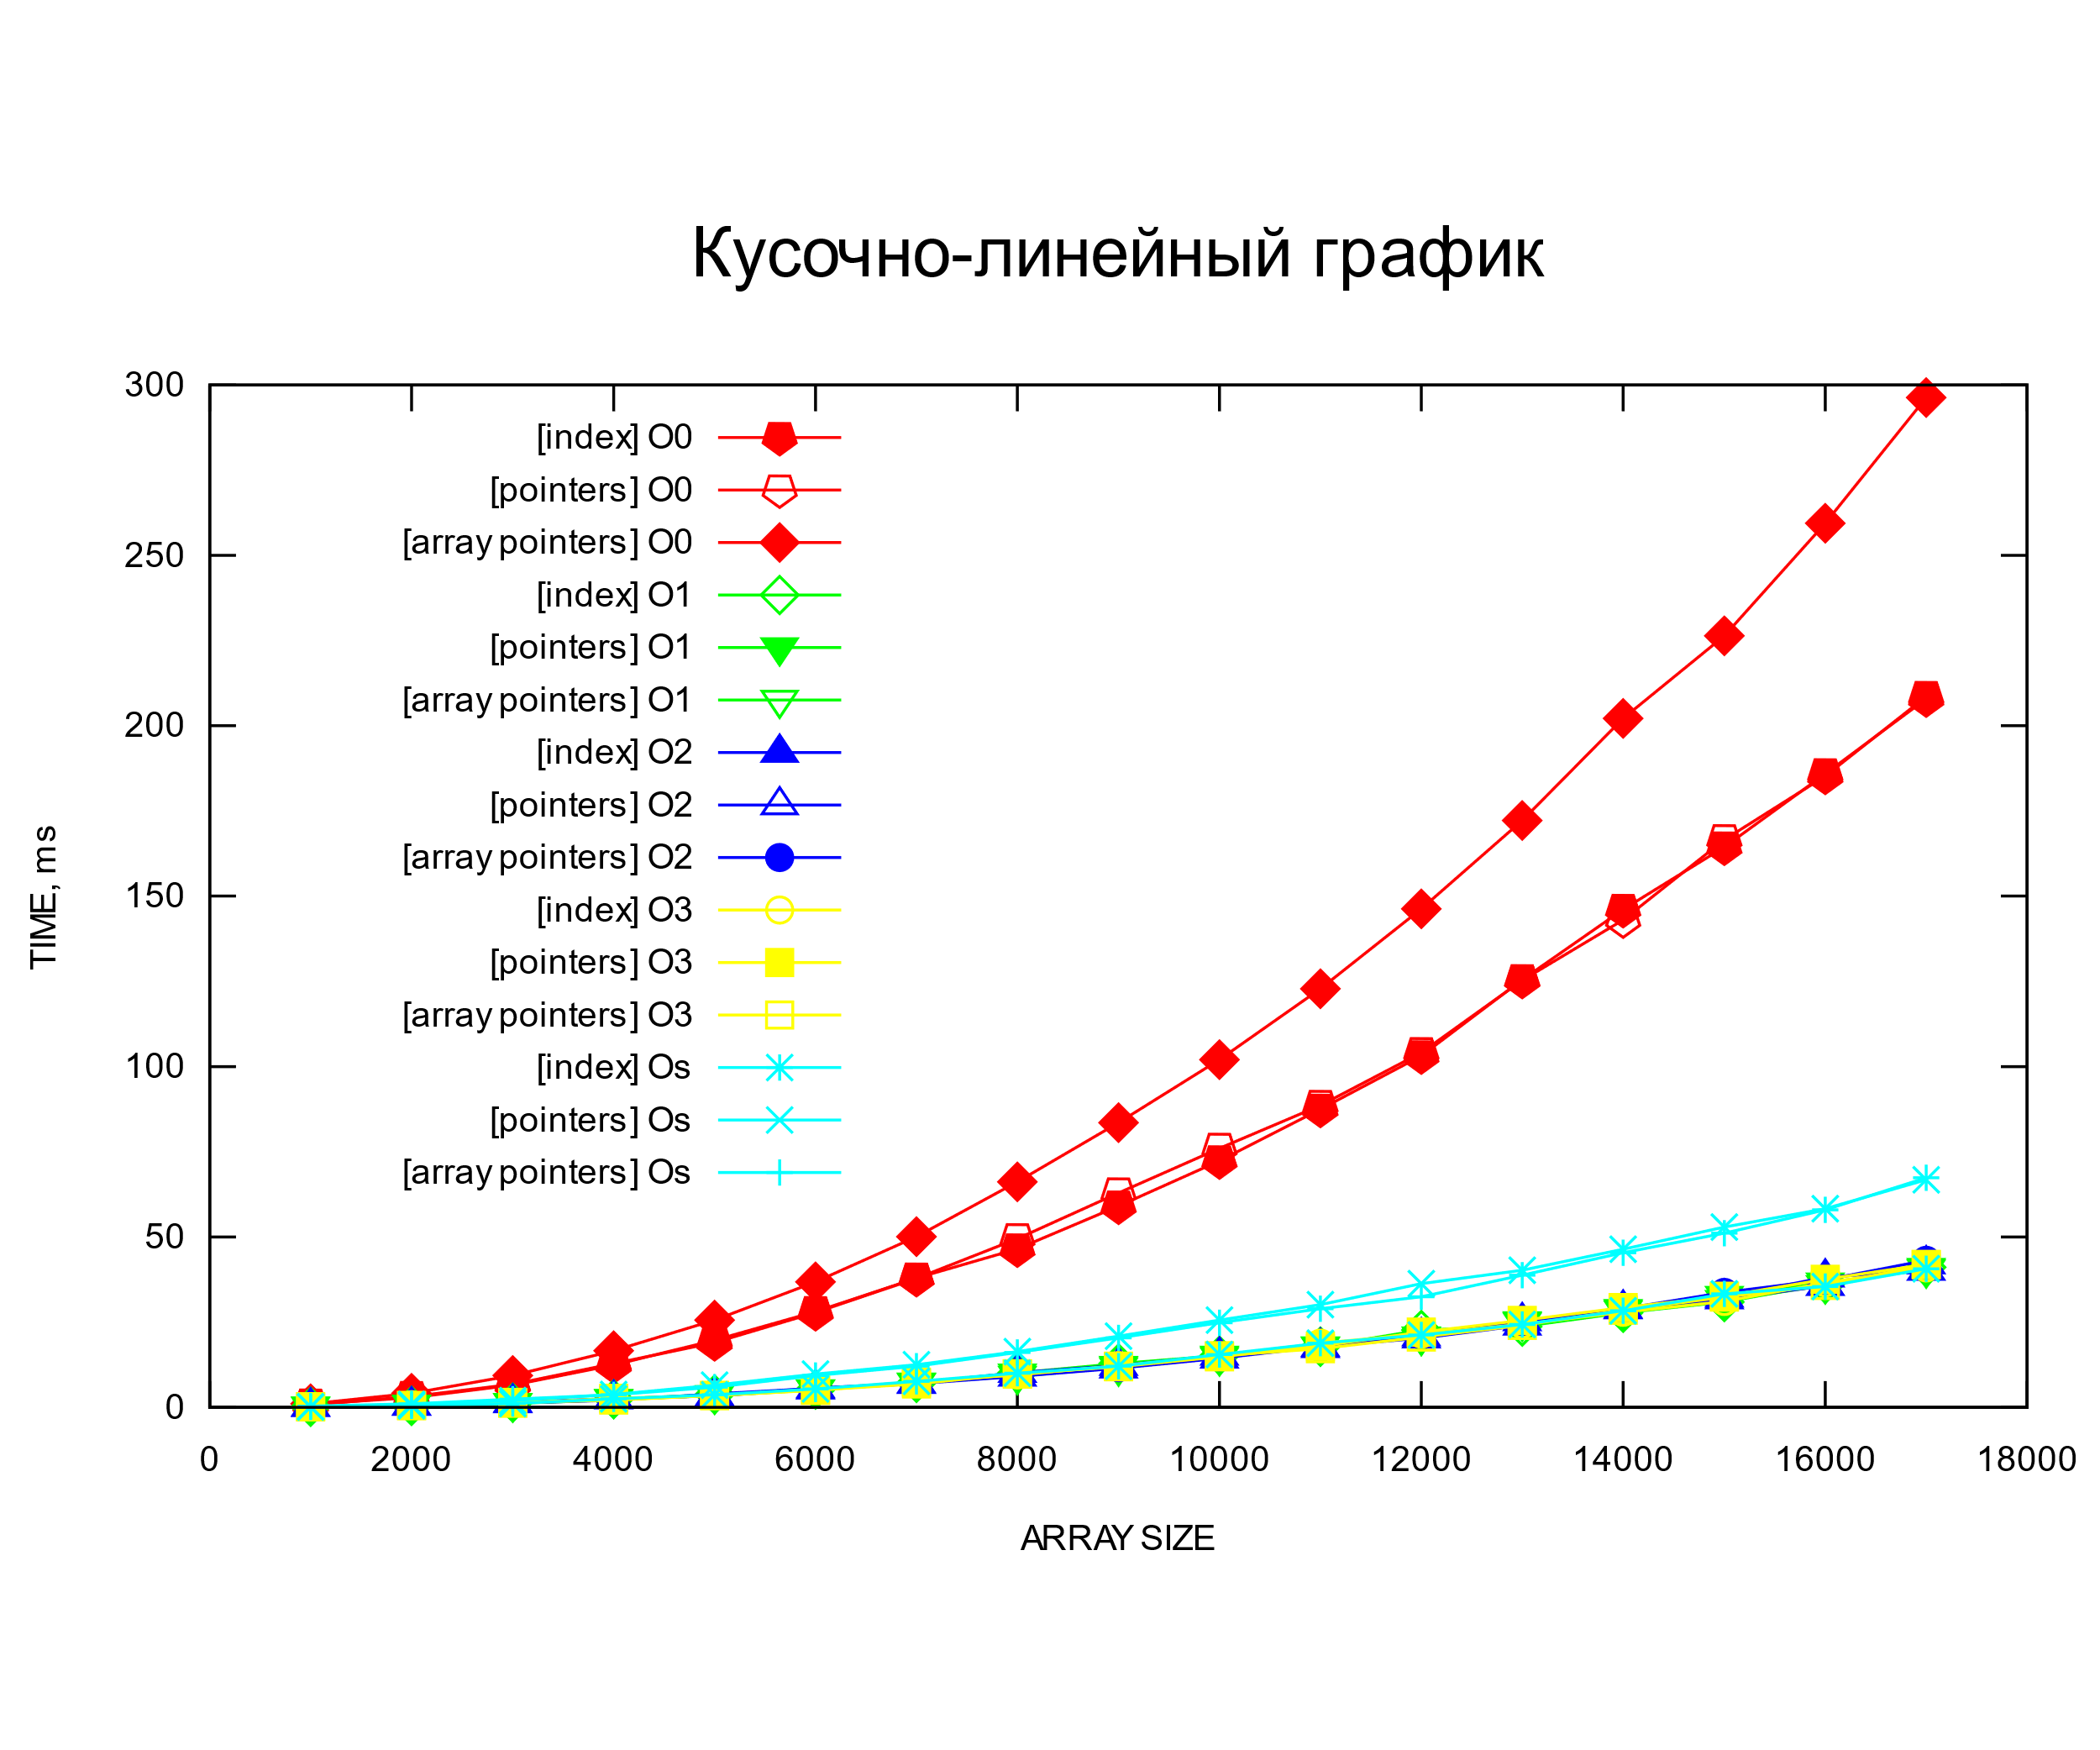 Кусочно-линейный график
300
250
200
150
100
50
0
TIME, ms
[index] O0
[pointers] O0
[array pointers] O0
[index] O1
[pointers] O1
[array pointers] O1
[index] O2
[pointers] O2
[array pointers] O2
[index] O3
[pointers] O3
[array pointers] O3
[index] Os
[pointers] Os
[array pointers] Os
0 2000 4000 6000 8000 10000 12000 14000 16000 18000
ARRAY SIZE